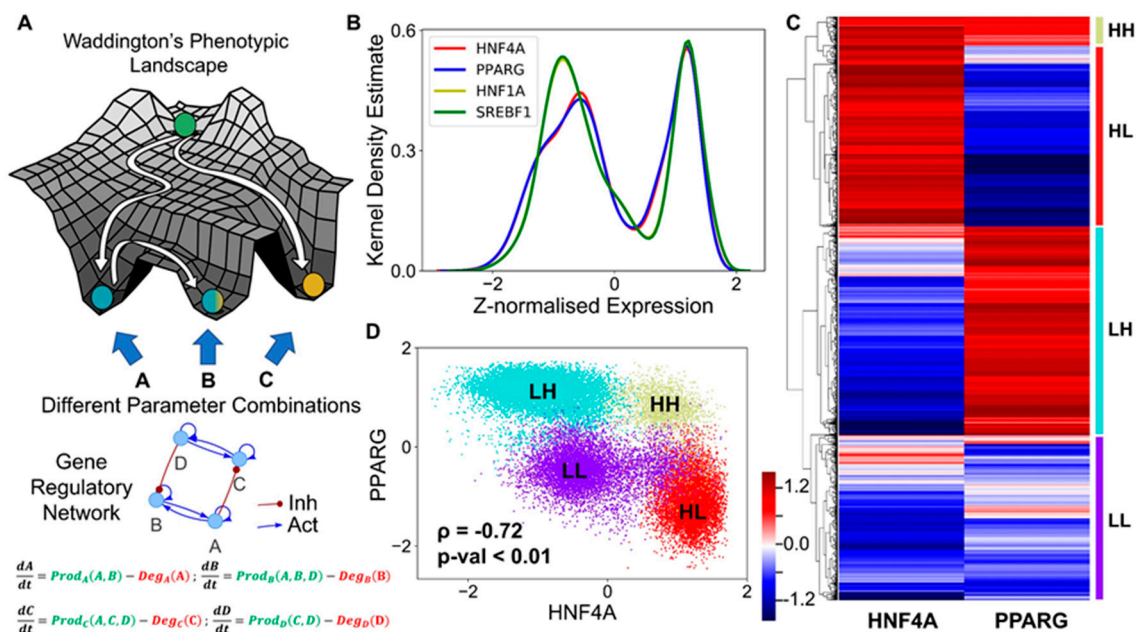 A
Waddington's Phenotypic
Landscape
A
B
C
Different Parameter Combinations
Gene
Regulatory
Network
D
C
B
A
Inh
Act
dA/dt = Prod_A(A,B) − Deg_A(A) ; dB/dt = Prod_B(A,B,D) − Deg_B(B)
dC/dt = Prod_C(A,C,D) − Deg_C(C) ; dD/dt = Prod_D(C,D) − Deg_D(D)
B
Kernel Density Estimate
0.6
0.3
0.0
HNF4A
PPARG
HNF1A
SREBF1
−2
0
2
Z-normalised Expression
D
PPARG
2
0
−2
LH
HH
LL
HL
ρ = -0.72
p-val < 0.01
−2
0
2
HNF4A
1.2
0.0
−1.2
C
HH
HL
LH
LL
HNF4A
PPARG